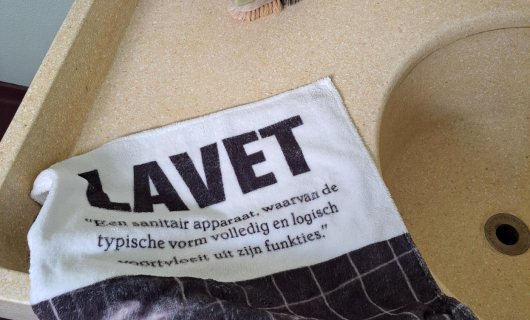 LAVET
“Een sanitair apparaat, waarvan de
typische vorm volledig en logisch
voortvloeit uit zijn funkties.”